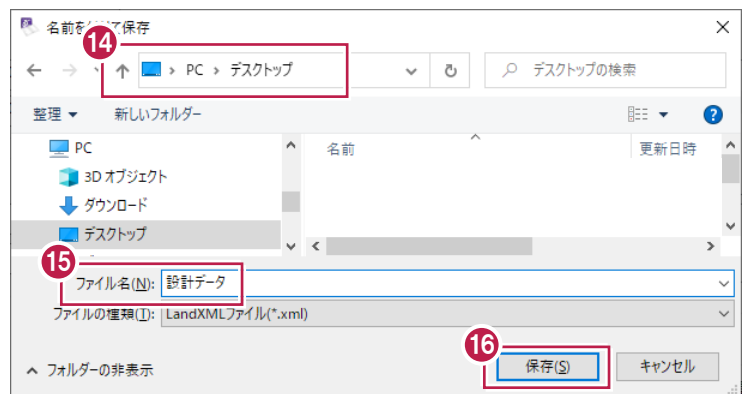 名前を付けて保存
14
PC › デスクトップ
デスクトップの検索
整理 ▼ 新しいフォルダー
PC
3D オブジェクト
ダウンロード
デスクトップ
名前 更新日時
15
ファイル名(N): 設計データ
ファイルの種類(T): LandXMLファイル(*.xml)
16
フォルダーの非表示
保存(S) キャンセル